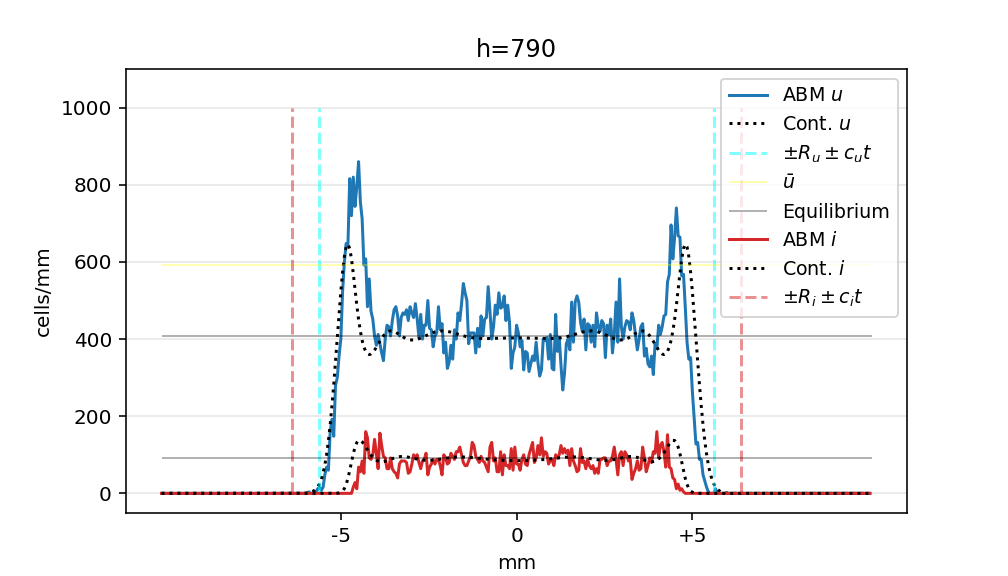 h=790
1000
800
600
400
200
0
cells/mm
-5
0
+5
mm
ABM u
Cont. u
±R_u ± c_u t
ū
Equilibrium
ABM i
Cont. i
±R_i ± c_i t